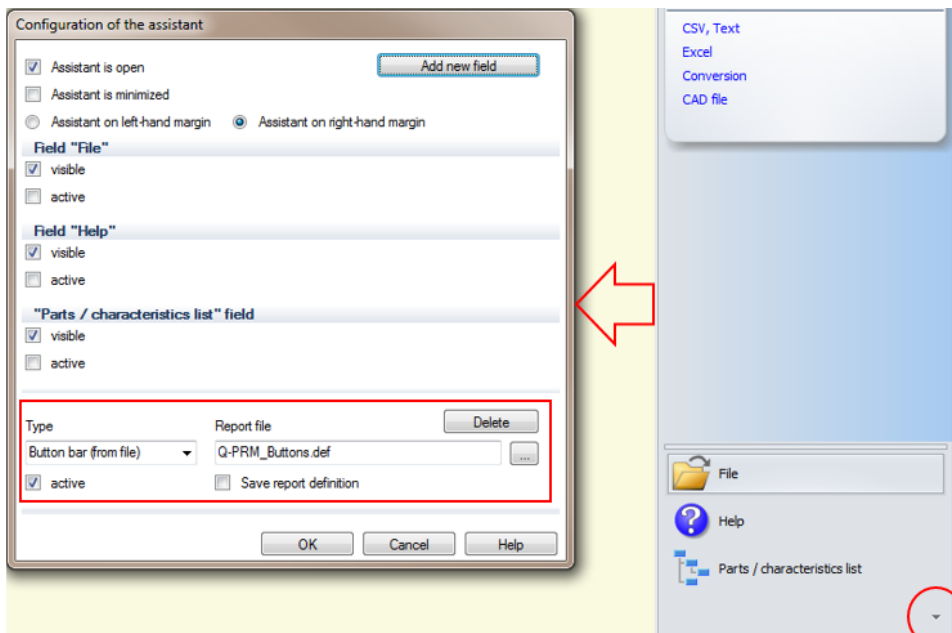 Configuration of the assistant
Assistant is open
Add new field
Assistant is minimized
Assistant on left-hand margin Assistant on right-hand margin
Field "File"
visible
active
Field "Help"
visible
active
"Parts / characteristics list" field
visible
active
Type Report file Delete
Button bar (from file) Q-PRM_Buttons.def ...
active Save report definition
OK Cancel Help
CSV, Text
Excel
Conversion
CAD file
File
Help
Parts / characteristics list